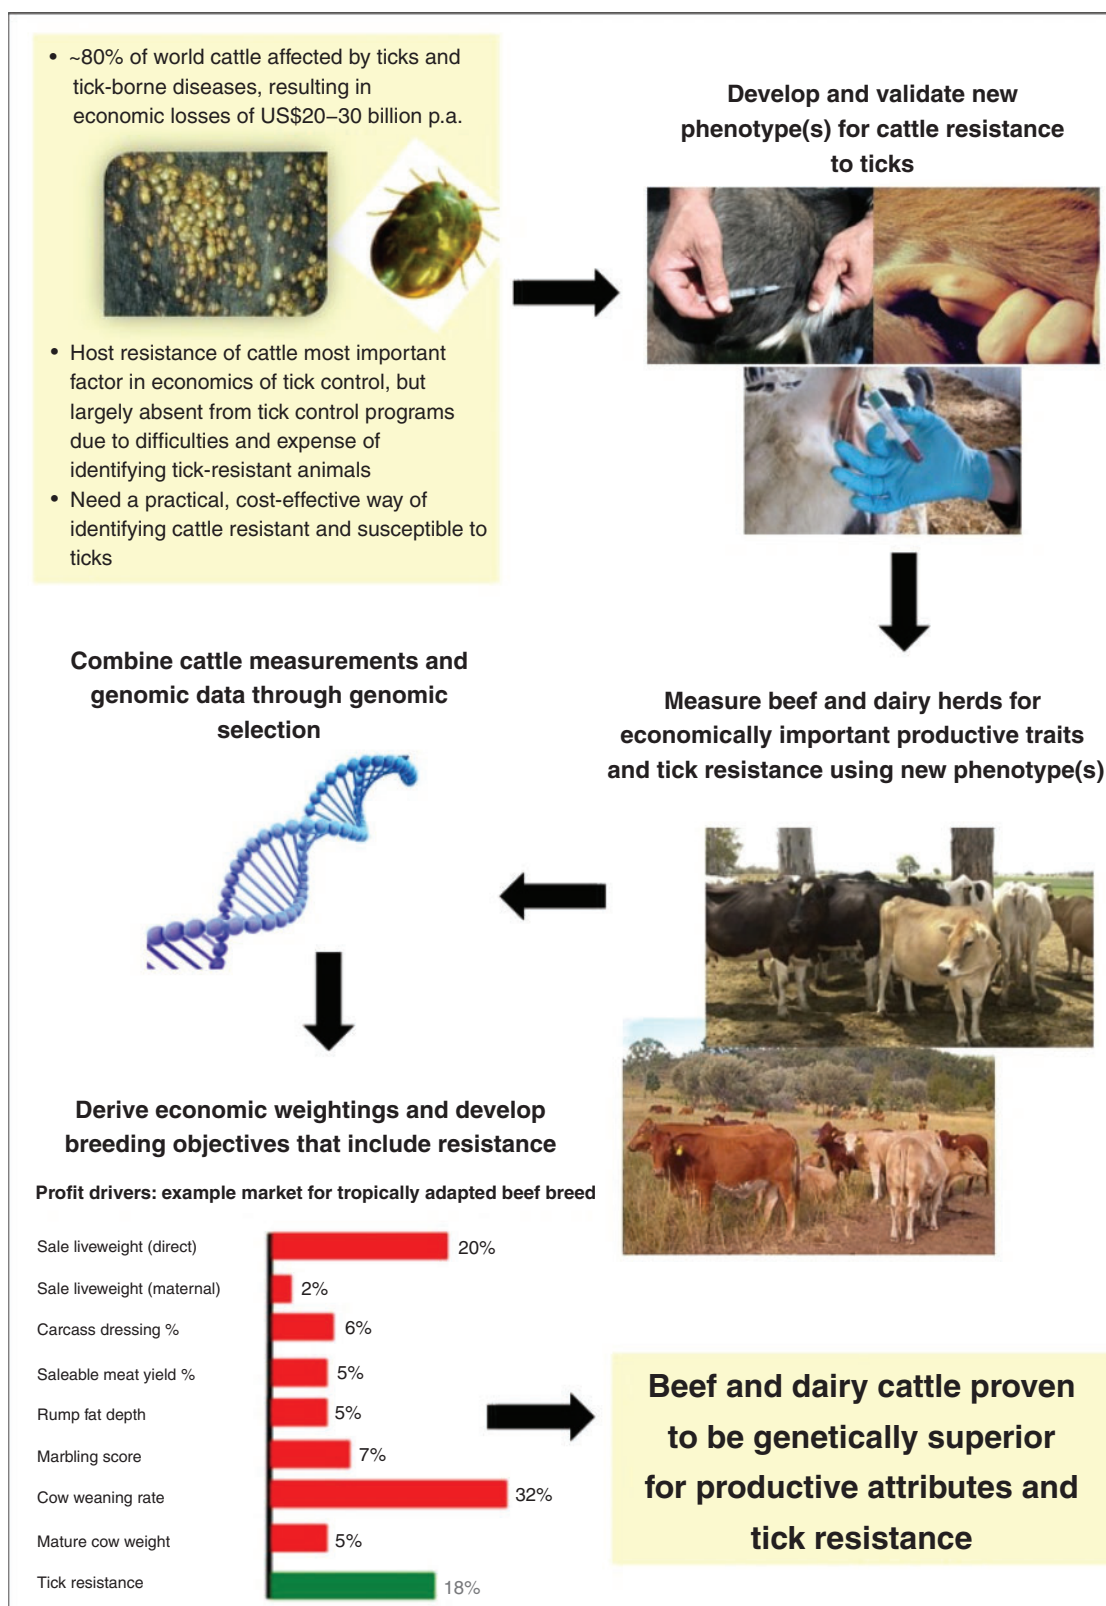 • ~80% of world cattle affected by ticks and
tick-borne diseases, resulting in
economic losses of US$20–30 billion p.a.
• Host resistance of cattle most important
factor in economics of tick control, but
largely absent from tick control programs
due to difficulties and expense of
identifying tick-resistant animals
• Need a practical, cost-effective way of
identifying cattle resistant and susceptible to
ticks
Develop and validate new
phenotype(s) for cattle resistance
to ticks
Measure beef and dairy herds for
economically important productive traits
and tick resistance using new phenotype(s)
Combine cattle measurements and
genomic data through genomic
selection
Derive economic weightings and develop
breeding objectives that include resistance
Profit drivers: example market for tropically adapted beef breed
Sale liveweight (direct) 20%
Sale liveweight (maternal) 2%
Carcass dressing % 6%
Saleable meat yield % 5%
Rump fat depth 5%
Marbling score 7%
Cow weaning rate 32%
Mature cow weight 5%
Tick resistance 18%
Beef and dairy cattle proven
to be genetically superior
for productive attributes and
tick resistance